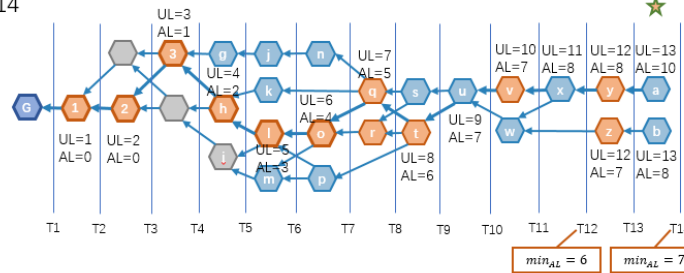 14
UL=3
AL=1
UL=10
AL=7
UL=11
AL=8
UL=12
AL=8
UL=13
AL=10
UL=7
AL=5
UL=4
AL=2
UL=6
AL=4
3
g
j
n
k
q
s
u
v
x
y
a
G
1
2
h
l
o
r
t
w
z
b
i
m
p
UL=1
AL=0
UL=2
AL=0
UL=5
AL=3
UL=9
AL=7
UL=8
AL=6
UL=12
AL=7
UL=13
AL=8
T1
T2
T3
T4
T5
T6
T7
T8
T9
T10
T11
T12
T13
T1
min_AL = 6
min_AL = 7